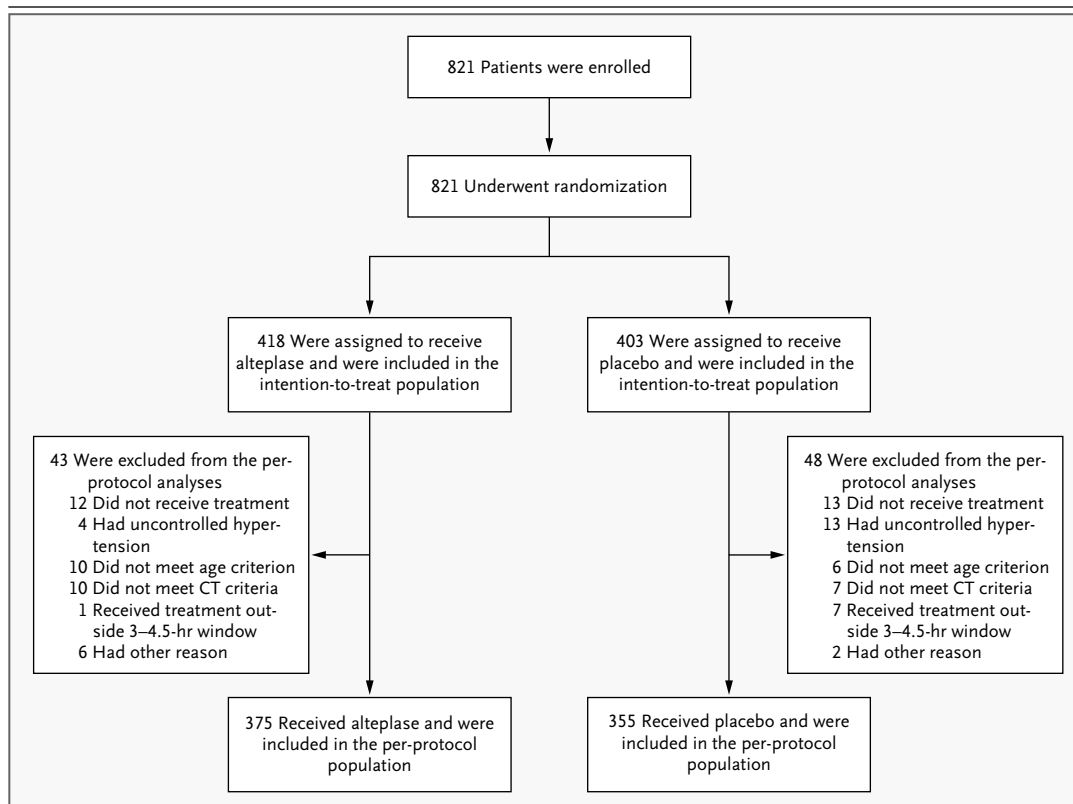 821 Patients were enrolled
821 Underwent randomization
418 Were assigned to receive
alteplase and were included in the
intention-to-treat population
403 Were assigned to receive
placebo and were included in the
intention-to-treat population
43 Were excluded from the per-
protocol analyses
12 Did not receive treatment
4 Had uncontrolled hyper-
tension
10 Did not meet age criterion
10 Did not meet CT criteria
1 Received treatment out-
side 3–4.5-hr window
6 Had other reason
48 Were excluded from the per-
protocol analyses
13 Did not receive treatment
13 Had uncontrolled hyper-
tension
6 Did not meet age criterion
7 Did not meet CT criteria
7 Received treatment out-
side 3–4.5-hr window
2 Had other reason
375 Received alteplase and were
included in the per-protocol
population
355 Received placebo and were
included in the per-protocol
population